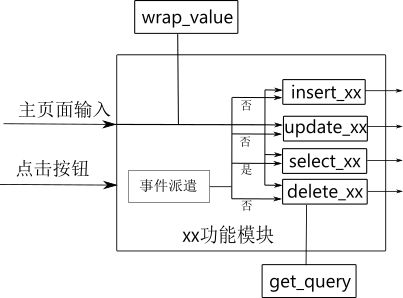 wrap_value
insert_xx
否
主页面输入
update_xx
否
select_xx
点击按钮
是
事件派遣
delete_xx
否
xx功能模块
get_query